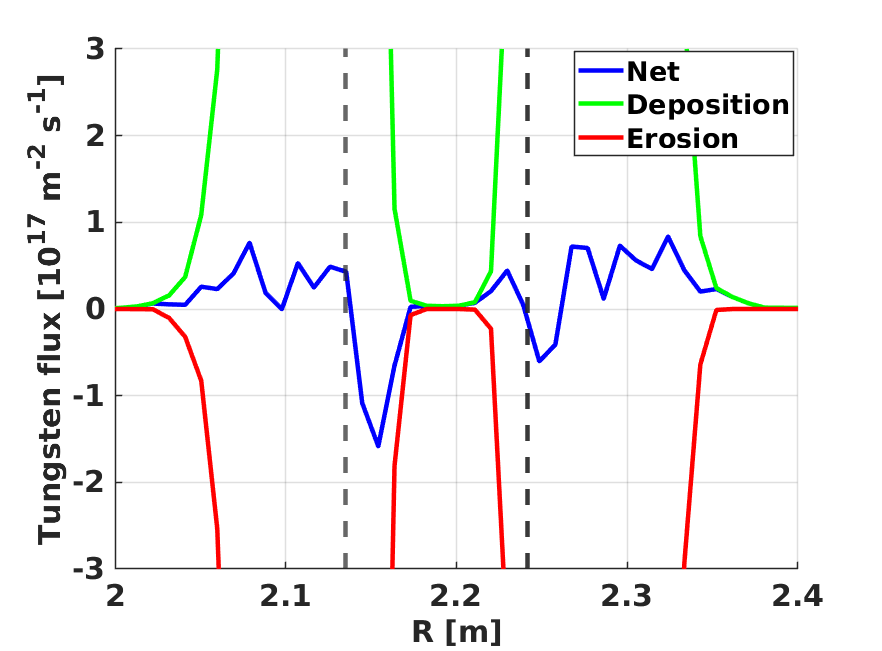 Tungsten flux [10^17 m^-2 s^-1]
3
2
1
0
-1
-2
-3
Net
Deposition
Erosion
2
2.1
2.2
2.3
2.4
R [m]